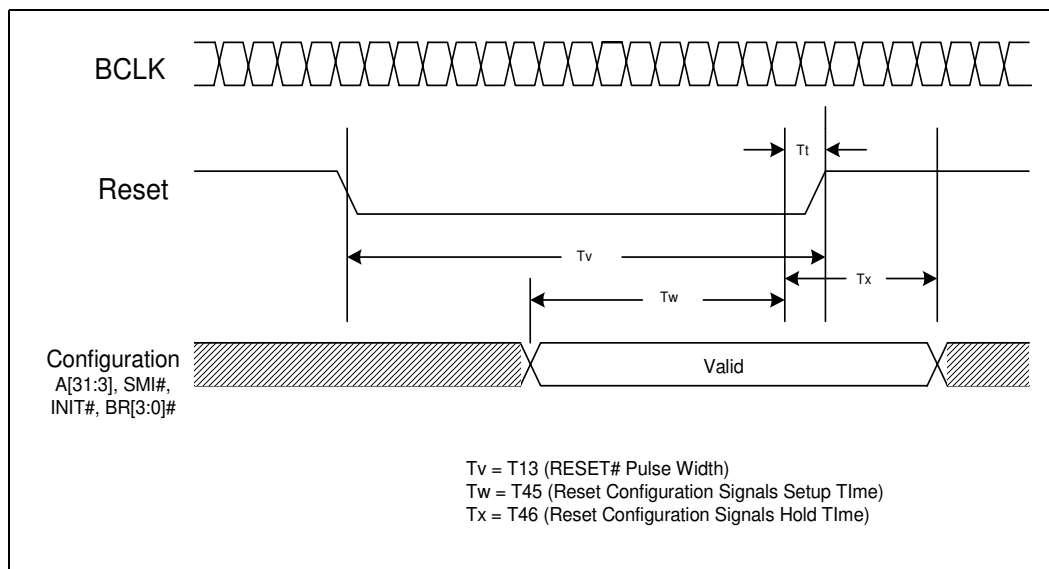 BCLK
Tt
Reset
Tv
Tx
Tw
Configuration
A[31:3], SMI#,
INIT#, BR[3:0]#
Valid
Tv = T13 (RESET# Pulse Width)
Tw = T45 (Reset Configuration Signals Setup TIme)
Tx = T46 (Reset Configuration Signals Hold TIme)